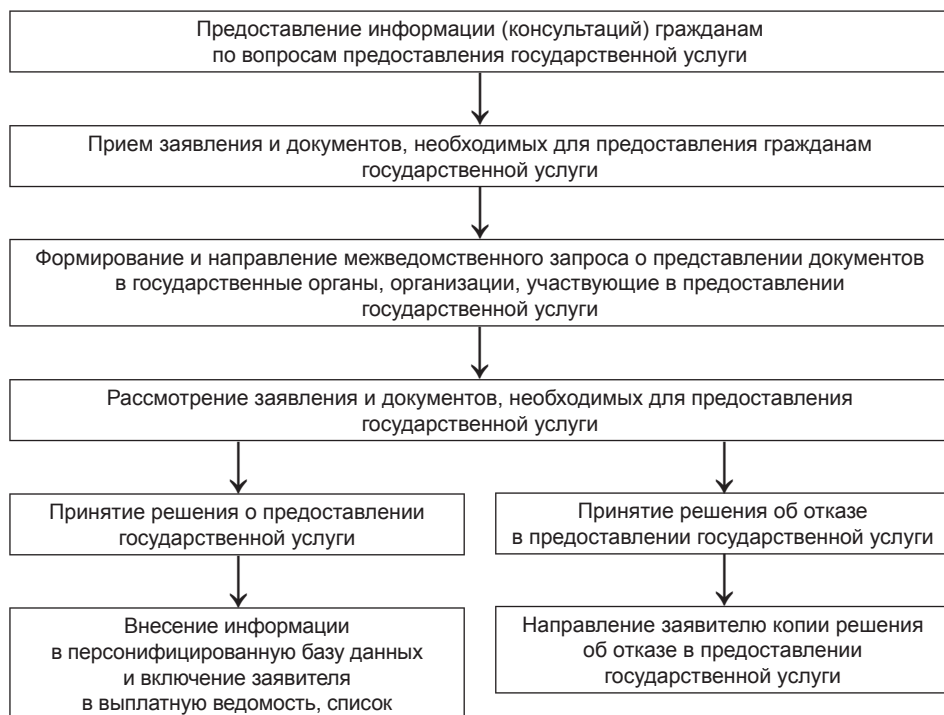 Предоставление информации (консультаций) гражданам
по вопросам предоставления государственной услуги
Прием заявления и документов, необходимых для предоставления гражданам
государственной услуги
Формирование и направление межведомственного запроса о представлении документов
в государственные органы, организации, участвующие в предоставлении
государственной услуги
Рассмотрение заявления и документов, необходимых для предоставления
государственной услуги
Принятие решения о предоставлении
государственной услуги
Принятие решения об отказе
в предоставлении государственной услуги
Внесение информации
в персонифицированную базу данных
и включение заявителя
в выплатную ведомость, список
Направление заявителю копии решения
об отказе в предоставлении
государственной услуги